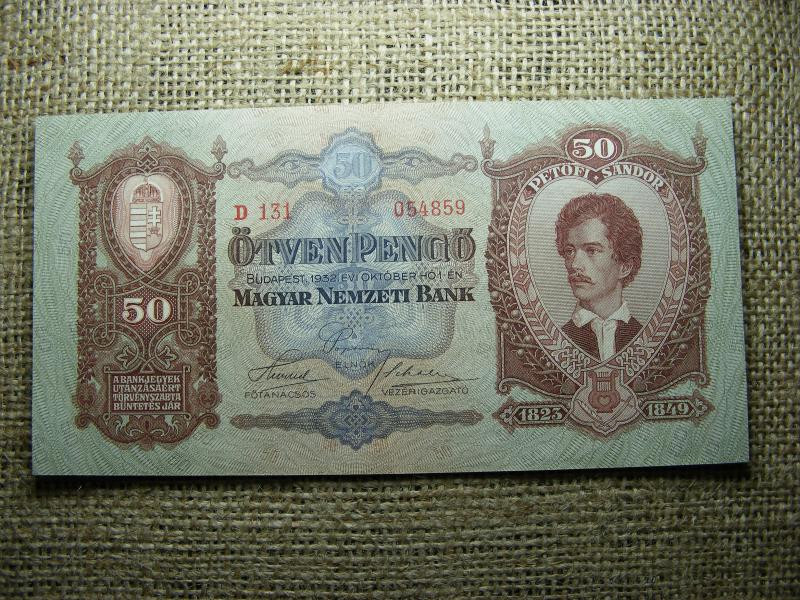 50
50
PETŐFI · SÁNDOR
D 131 054859
ÖTVEN PENGŐ
BUDAPEST, 1932. ÉVI OKTÓBER HÓ 1-ÉN
MAGYAR NEMZETI BANK
50
ELNÖK
FŐTANÁCSOS VEZÉRIGAZGATÓ
A BANKJEGYEK
UTÁNZÁSÁÉRT
TÖRVÉNYSZABTA
BÜNTETÉS JÁR
1823 1849